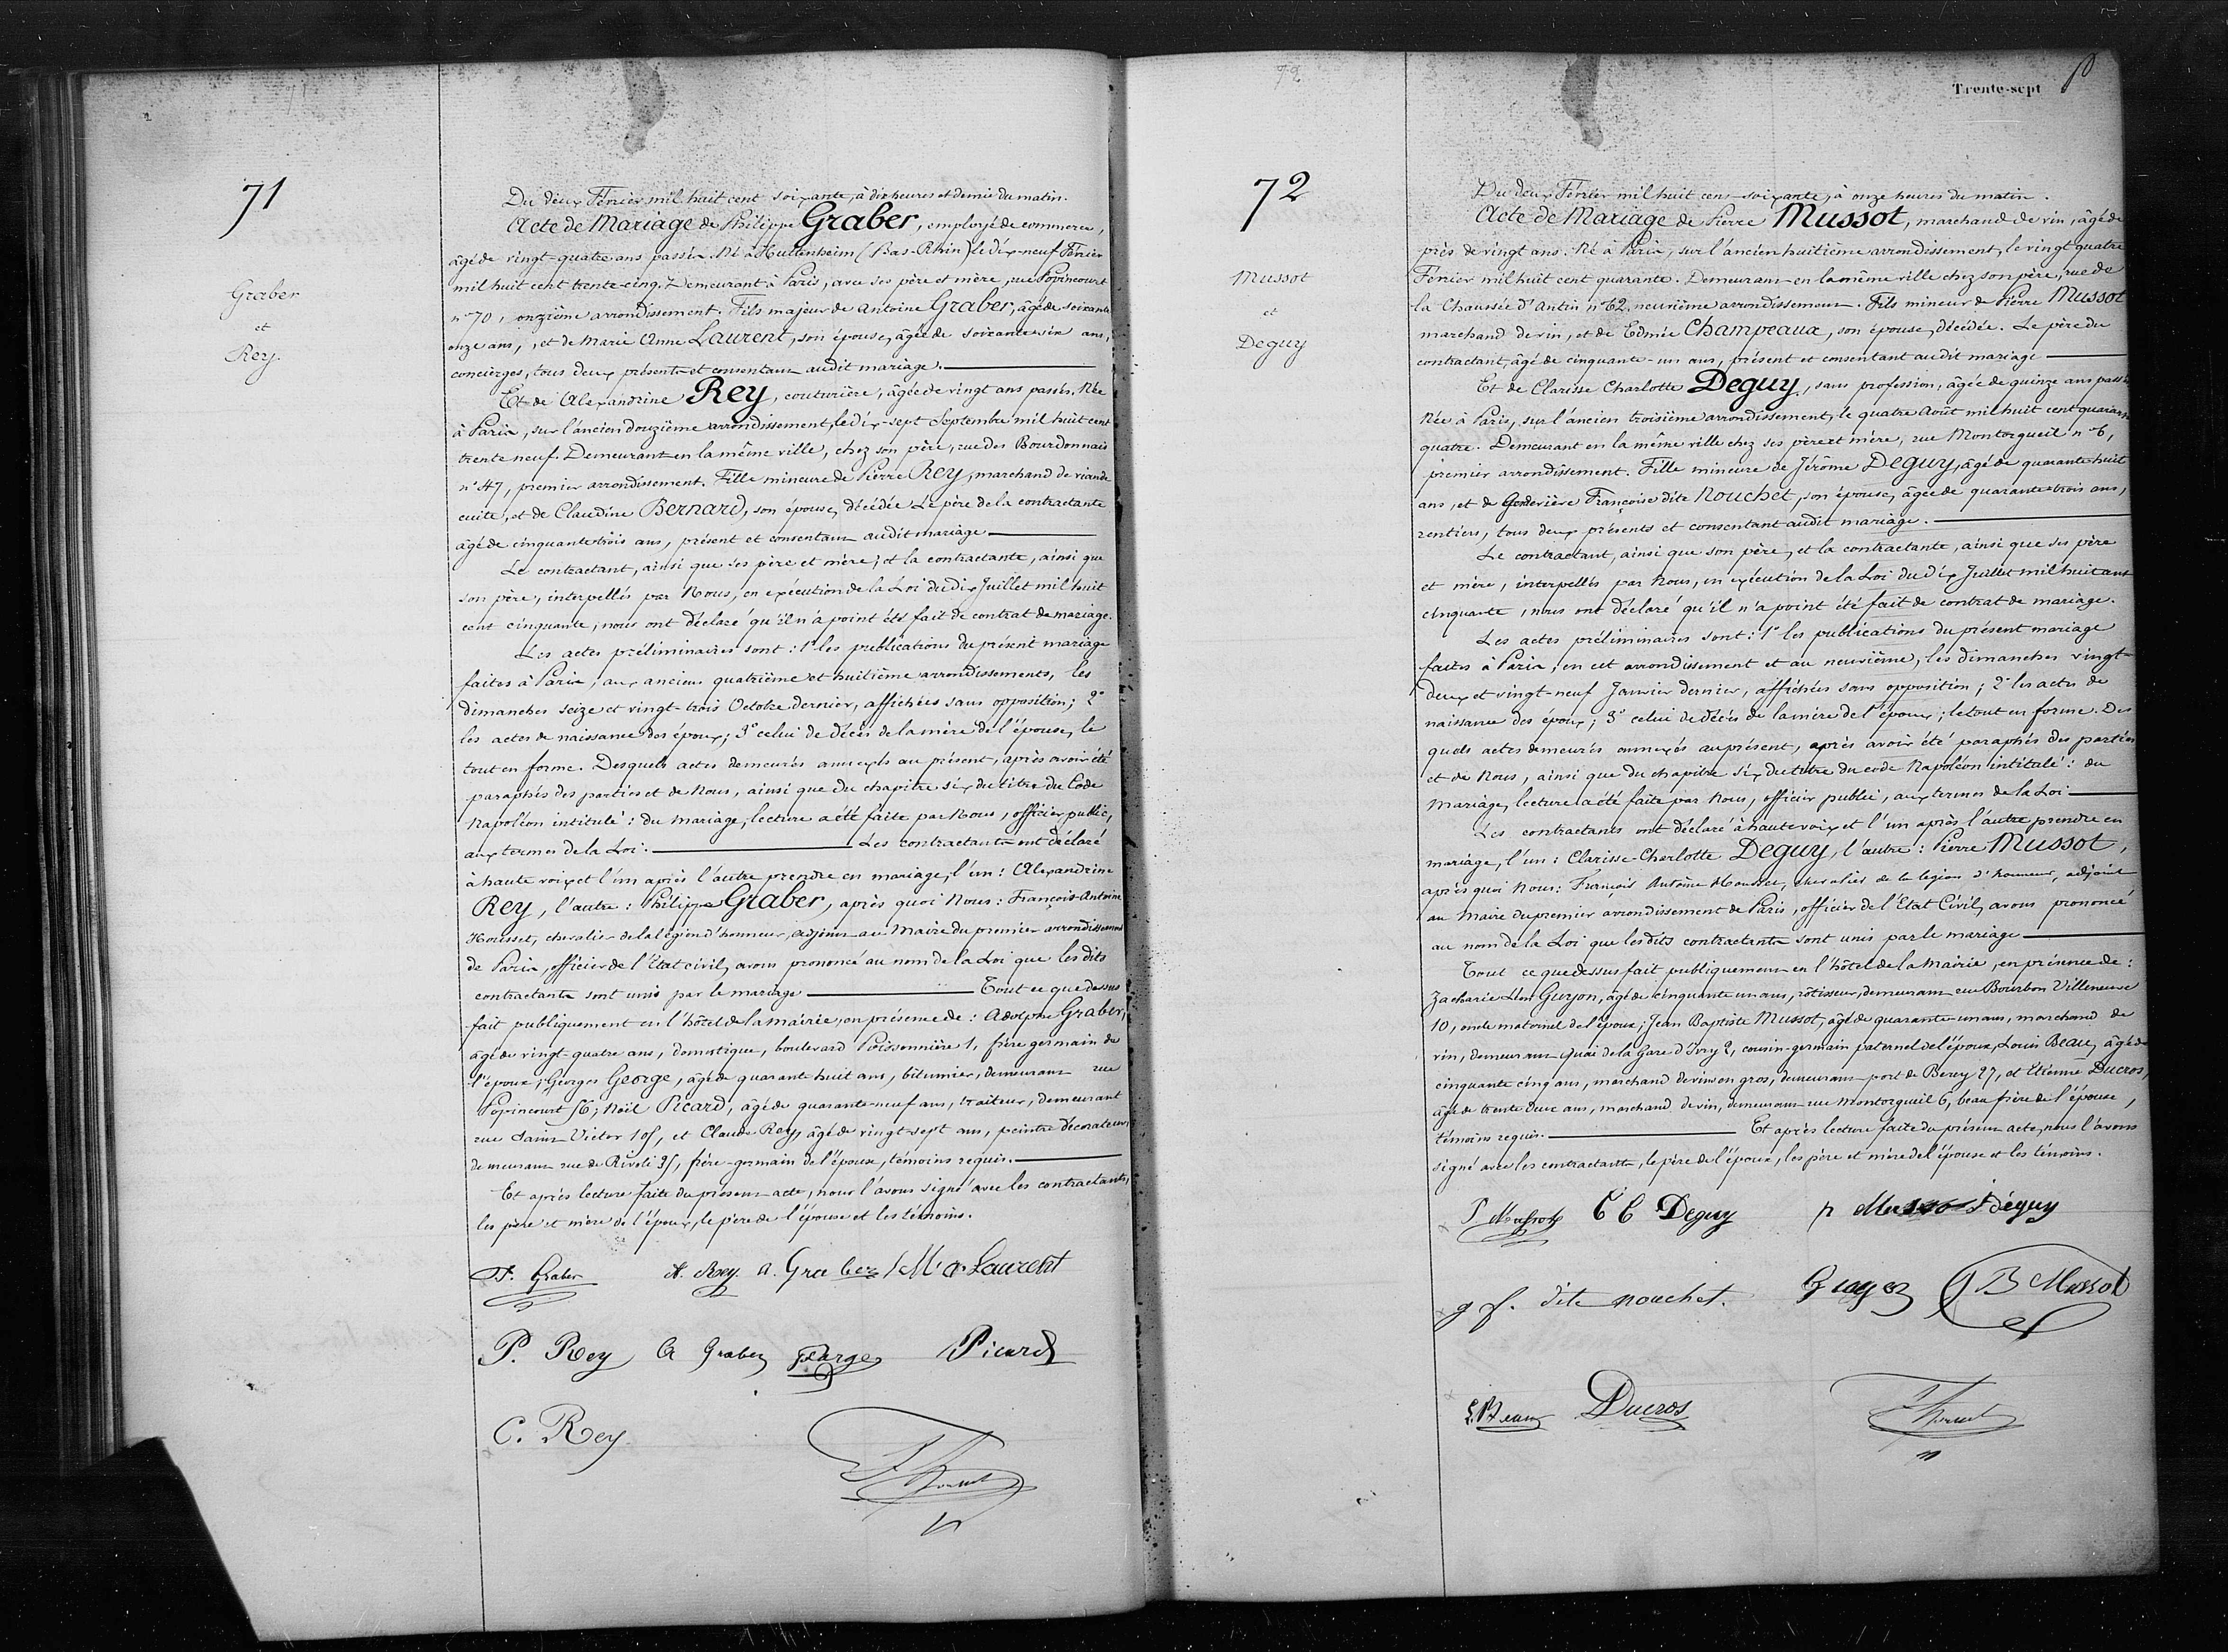 71
71
Graber
et
Rey.
Du deux Février mil huit cent soixante, à dix heures et demie du matin.
Acte de Mariage de Philippe Graber, employé de commerce,
âgé de vingt-quatre ans passés. Né à Huttenheim (Bas-Rhin) le dix-neuf Février
mil huit cent trente-cinq. Demeurant à Paris, avec ses père et mère, rue Popincourt
n° 70, onzième arrondissement. Fils majeur de Antoine Graber, âgé de soixante
onze ans, et de Marie Anne Laurent, son épouse, âgée de soixante six ans,
concierges, tous deux présents et consentant audit mariage.
Et de Alexandrine Rey, couturière, âgée de vingt ans passés. Née
à Paris, sur l'ancien douzième arrondissement, le dix-sept Septembre mil huit cent
trente neuf. Demeurant en la même ville, chez son père, rue des Bourdonnais
n° 47, premier arrondissement. Fille mineure de Pierre Rey, marchand de viande
cuite, et de Claudine Bernard, son épouse, décédée. Le père de la contractante
âgé de cinquante trois ans, présent et consentant audit mariage
Le contractant, ainsi que ses père et mère, et la contractante, ainsi que
son père, interpellés par Nous, en exécution de la Loi du dix Juillet mil huit
cent cinquante, nous ont déclaré qu'il n'a point été fait de contrat de mariage.
Les actes préliminaires sont: 1° les publications du présent mariage
faites à Paris, aux anciens quatrième et huitième arrondissements, les
dimanches seize et vingt-trois Octobre dernier, affichées sans opposition; 2°
les actes de naissance des époux; 3° celui de décès de la mère de l'épouse, le
tout en forme. Desquels actes demeurés annexés au présent, après avoir été
paraphés des parties et de Nous, ainsi que du chapitre six du titre du Code
Napoléon intitulé: du Mariage, lecture a été faite par Nous, officier public,
aux termes de la Loi. Les contractants ont déclaré
à haute voix et l'un après l'autre prendre en mariage, l'un: Alexandrine
Rey, l'autre: Philippe Graber, après quoi Nous: François-Antoine
Housset, chevalier de la légion d'honneur, adjoint au Maire du premier arrondissement
de Paris, officier de l'Etat civil, avons prononcé au nom de la Loi que les dits
contractants sont unis par le mariage Tout ce que dessus
fait publiquement en l'hôtel de la mairie, en présence de: Adolphe Graber,
âgé de vingt-quatre ans, domestique, boulevard Poissonnière 1, frère germain de
l'époux; Georges George, âgé de quarante huit ans, bitumier, demeurant rue
Popincourt 56; Noël Picard, âgé de quarante-neuf ans, traiteur, demeurant
rue Saint Victor 105, et Claude Rey, âgé de vingt-sept ans, peintre décorateur,
demeurant rue de Rivoli 35, frère-germain de l'épouse, témoins requis.
Et après lecture faite du présent acte, nous l'avons signé avec les contractants,
les père et mère de l'époux, le père de l'épouse et les témoins.
P. Graber A. Rey. A. Graber M. A. Laurent
P. Rey A Graber George Picard
C. Rey
72
Trente-sept
72
Mussot
et
Deguy
Du deux Février mil huit cent soixante, à onze heures du matin.
Acte de Mariage de Pierre Mussot, marchand de vin, âgé de
près de vingt ans. Né à Paris, sur l'ancien huitième arrondissement, le vingt quatre
Février mil huit cent quarante. Demeurant en la même ville chez son père, rue de
la Chaussée d'Antin n° 62, neuvième arrondissement. Fils mineur de Pierre Mussot
marchand de vin, et de Edmée Champeaux, son épouse, décédée. Le père du
contractant, âgé de cinquante-un ans, présent et consentant audit mariage
Et de Clarisse Charlotte Deguy, sans profession, âgée de quinze ans passés
Née à Paris, sur l'ancien troisième arrondissement, le quatre Août mil huit cent quarante
quatre. Demeurant en la même ville chez ses père et mère, rue Montorgueil n° 6,
premier arrondissement. Fille mineure de Jérôme Deguy, âgé de quarante-huit
ans, et de Geneviève Françoise dite Nouchet, son épouse, âgée de quarante-trois ans,
rentiers, tous deux présents et consentant audit mariage.
Le contractant, ainsi que son père, et la contractante, ainsi que ses père
et mère, interpellés par Nous, en exécution de la Loi du dix Juillet mil huit cent
cinquante, nous ont déclaré qu'il n'a point été fait de contrat de mariage.
Les actes préliminaires sont: 1° les publications du présent mariage
faites à Paris, en cet arrondissement et au neuvième, les dimanches vingt-
deux et vingt-neuf Janvier dernier, affichées sans opposition; 2° les actes de
naissance des époux; 3° celui de décès de la mère de l'époux; le tout en forme. Des
quels actes demeurés annexés au présent, après avoir été paraphés des parties
et de Nous, ainsi que du chapitre six du titre du code Napoléon intitulé: du
Mariage, lecture a été faite par Nous, officier public, aux termes de la Loi
Les contractants ont déclaré à haute voix et l'un après l'autre prendre en
mariage, l'un: Clarisse-Charlotte Deguy, l'autre: Pierre Mussot,
après quoi Nous: François Antoine Housset, chevalier de la légion d'honneur, adjoint
au Maire du premier arrondissement de Paris, officier de l'Etat Civil, avons prononcé
au nom de la Loi que les dits contractants sont unis par le mariage
Tout ce que dessus fait publiquement en l'hôtel de la Mairie, en présence de:
Zacharie Léon Guyon, âgé de cinquante un ans, rôtisseur, demeurant rue Bourbon Villeneuve
10, oncle maternel de l'époux; Jean Baptiste Mussot, âgé de quarante-un ans, marchand de
vin, demeurant Quai de la Gare d'Ivry 2, cousin-germain paternel de l'époux, Louis Beau, âgé de
cinquante cinq ans, marchand de vins en gros, demeurant port de Bercy 27, et Etienne Ducros,
âgé de trente deux ans, marchand de vin, demeurant rue Montorgueil 6, beau frère de l'épouse,
témoins requis. Et après lecture faite du présent acte, nous l'avons
signé avec les contractants, le père de l'époux, les père et mère de l'épouse et les témoins.
P Mussot C C Deguy p Mussot J Déguy
g f. dite nouchet. Guyon J B Mussot
L Beau Ducros